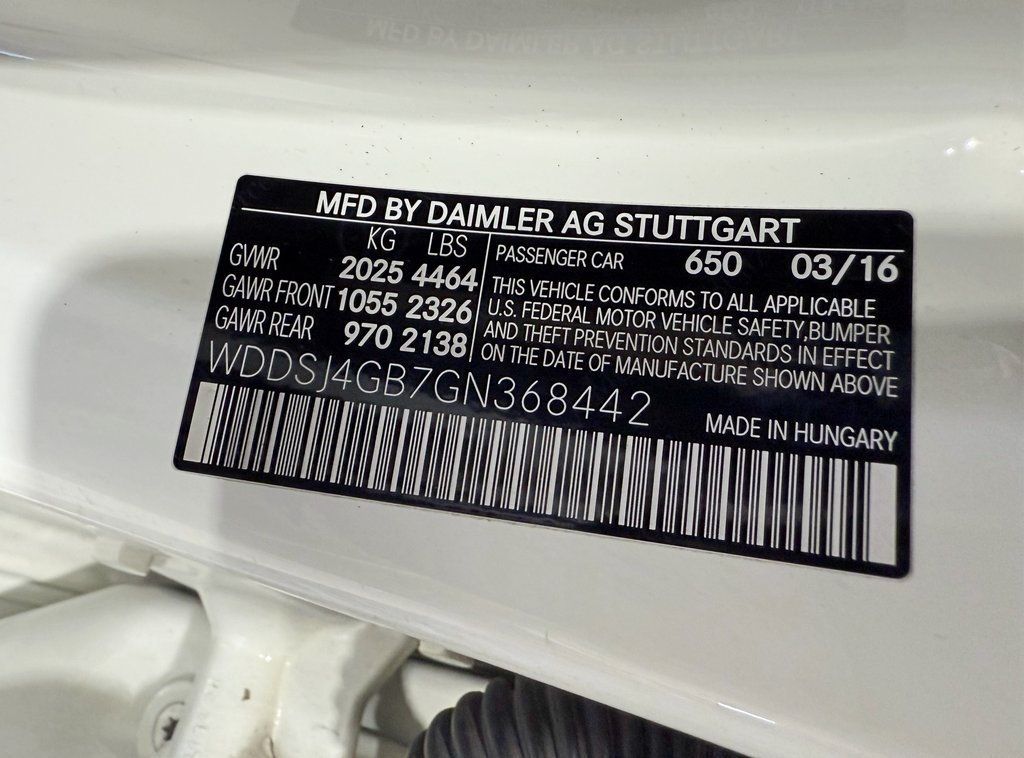 MFD BY DAIMLER AG STUTTGART
KG LBS
GVWR 2025 4464
GAWR FRONT 1055 2326
GAWR REAR 970 2138
PASSENGER CAR 650 03/16
THIS VEHICLE CONFORMS TO ALL APPLICABLE
U.S. FEDERAL MOTOR VEHICLE SAFETY,BUMPER
AND THEFT PREVENTION STANDARDS IN EFFECT
ON THE DATE OF MANUFACTURE SHOWN ABOVE
WDDSJ4GB7GN368442
MADE IN HUNGARY